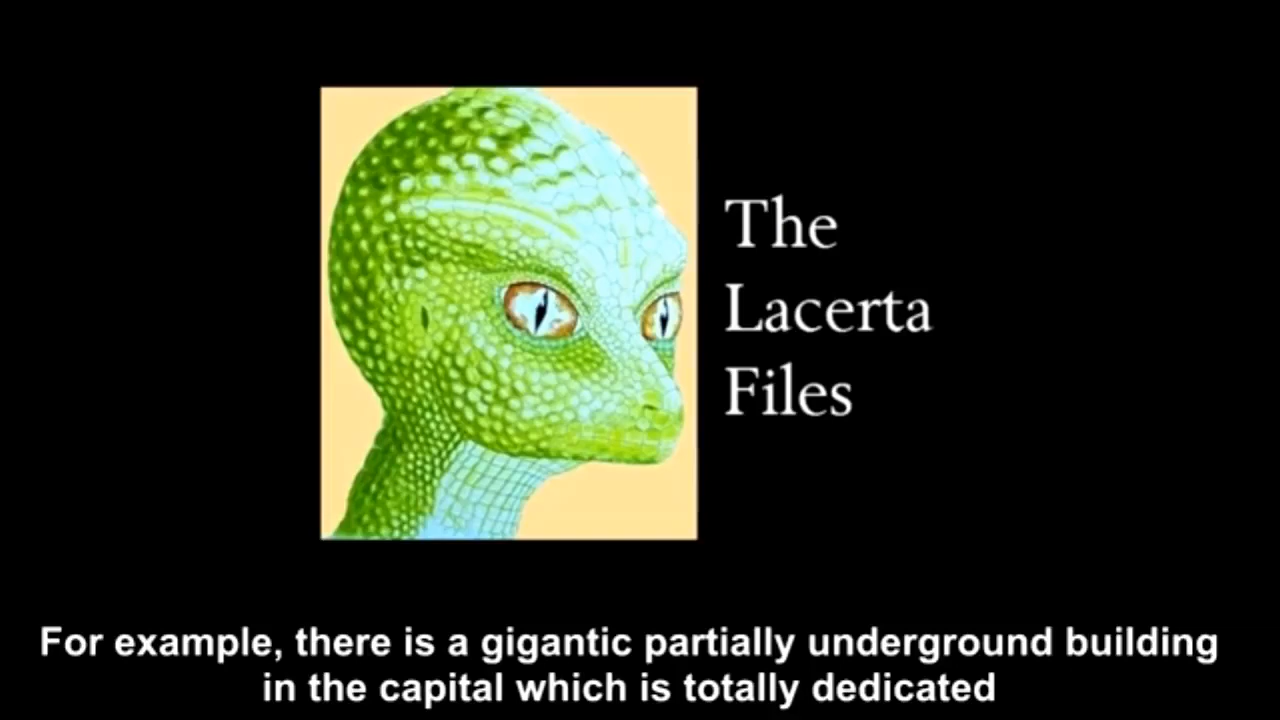 The
Lacerta
Files
For example, there is a gigantic partially underground building
in the capital which is totally dedicated